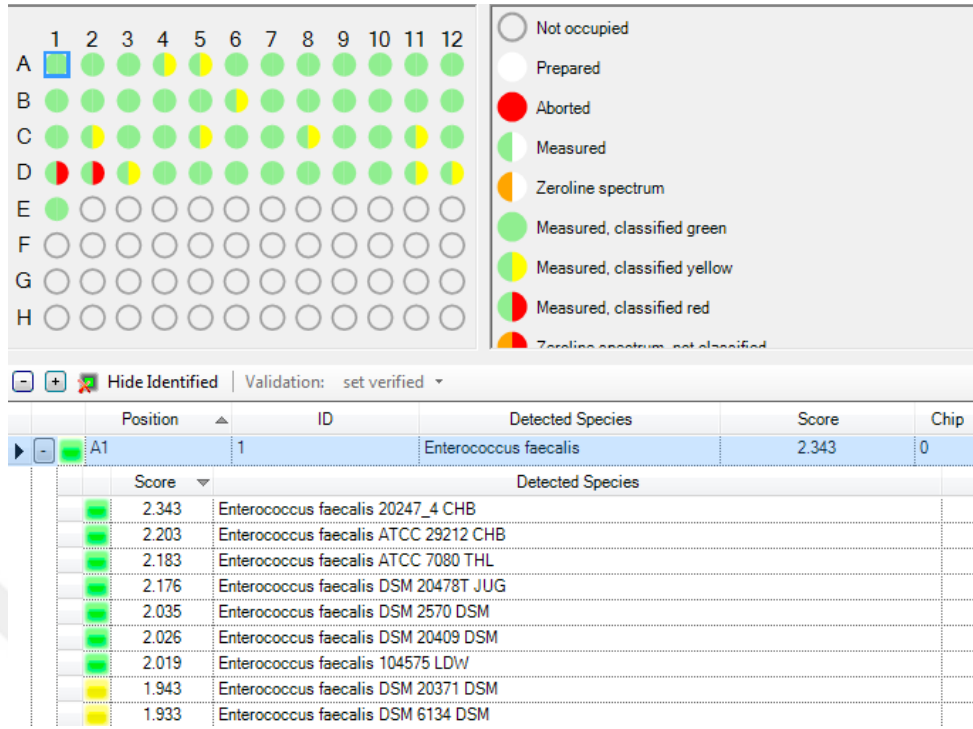 1 2 3 4 5 6 7 8 9 10 11 12
A
B
C
D
E
F
G
H
Not occupied
Prepared
Aborted
Measured
Zeroline spectrum
Measured, classified green
Measured, classified yellow
Measured, classified red
Zeroline spectrum, not classified
Hide Identified Validation: set verified
Position ID Detected Species Score Chip
A1 1 Enterococcus faecalis 2.343 0
Score Detected Species
2.343 Enterococcus faecalis 20247_4 CHB
2.203 Enterococcus faecalis ATCC 29212 CHB
2.183 Enterococcus faecalis ATCC 7080 THL
2.176 Enterococcus faecalis DSM 20478T JUG
2.035 Enterococcus faecalis DSM 2570 DSM
2.026 Enterococcus faecalis DSM 20409 DSM
2.019 Enterococcus faecalis 104575 LDW
1.943 Enterococcus faecalis DSM 20371 DSM
1.933 Enterococcus faecalis DSM 6134 DSM